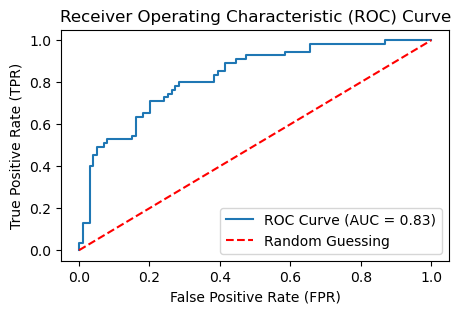 Receiver Operating Characteristic (ROC) Curve
True Positive Rate (TPR)
1.0
0.8
0.6
0.4
0.2
0.0
ROC Curve (AUC = 0.83)
Random Guessing
0.0 0.2 0.4 0.6 0.8 1.0
False Positive Rate (FPR)